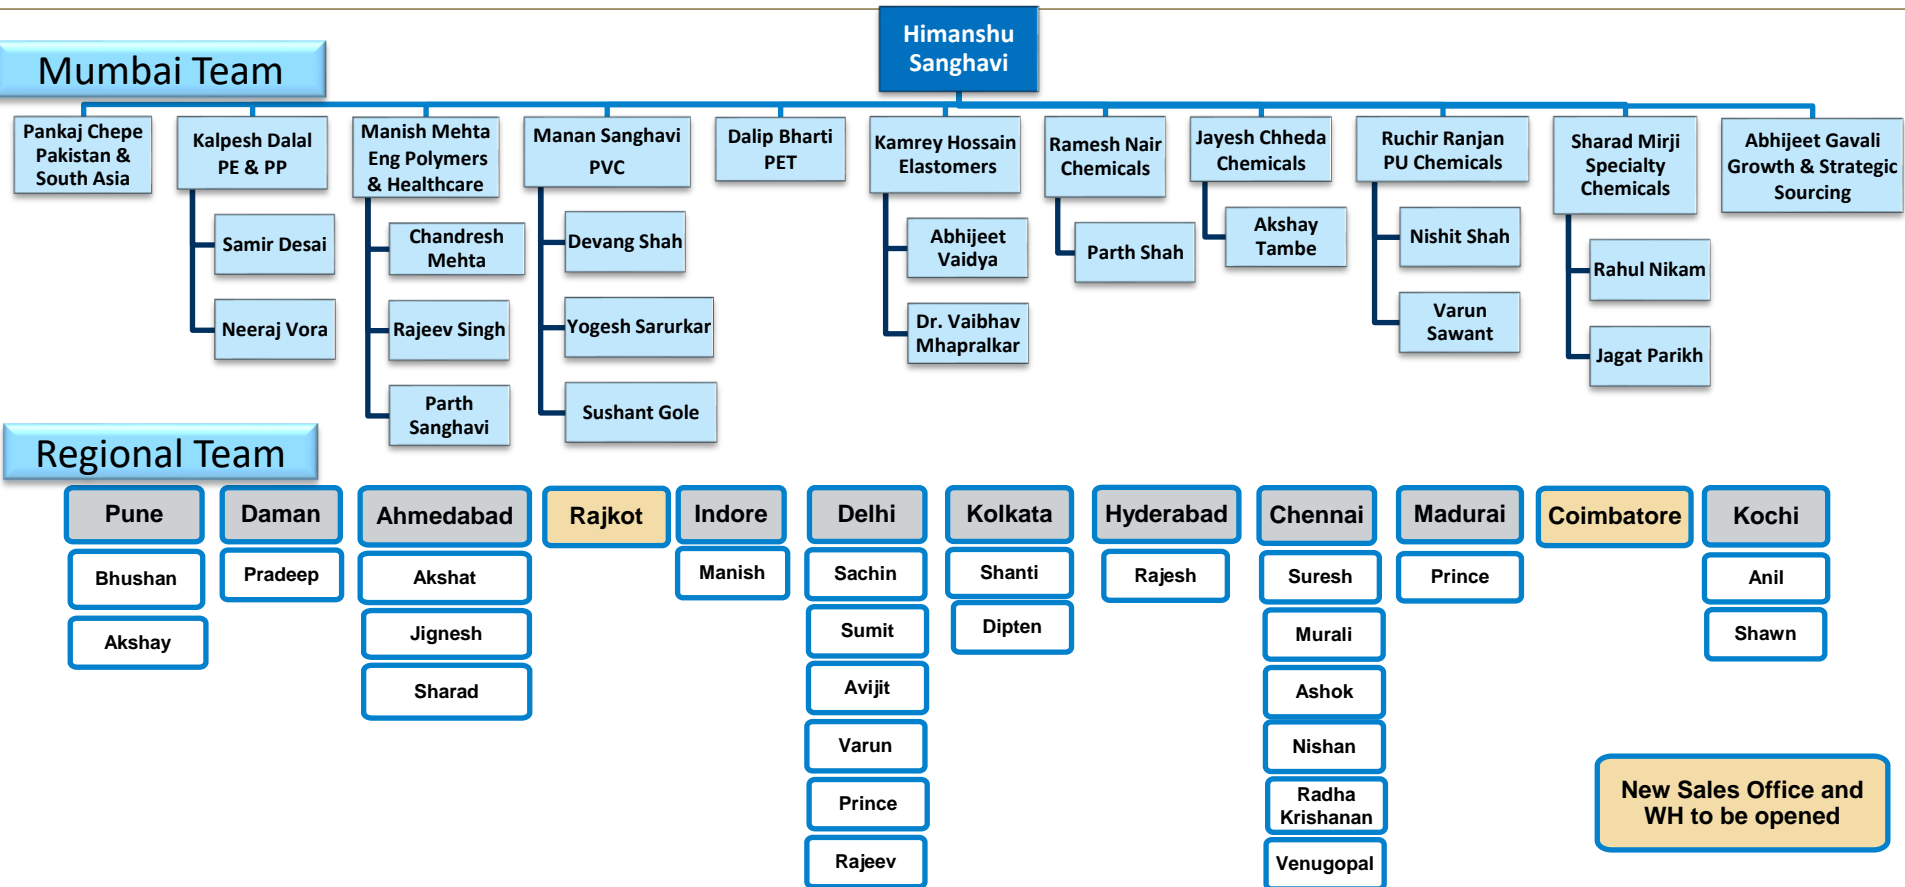 Himanshu
Sanghavi
Mumbai Team
Pankaj Chepe
Pakistan &
South Asia
Kalpesh Dalal
PE & PP
Manish Mehta
Eng Polymers
& Healthcare
Manan Sanghavi
PVC
Dalip Bharti
PET
Kamrey Hossain
Elastomers
Ramesh Nair
Chemicals
Jayesh Chheda
Chemicals
Ruchir Ranjan
PU Chemicals
Sharad Mirji
Specialty
Chemicals
Abhijeet Gavali
Growth & Strategic
Sourcing
Samir Desai
Neeraj Vora
Chandresh
Mehta
Rajeev Singh
Parth
Sanghavi
Devang Shah
Yogesh Sarurkar
Sushant Gole
Abhijeet
Vaidya
Dr. Vaibhav
Mhapralkar
Parth Shah
Akshay
Tambe
Nishit Shah
Varun
Sawant
Rahul Nikam
Jagat Parikh
Regional Team
Pune
Bhushan
Akshay
Daman
Pradeep
Ahmedabad
Akshat
Jignesh
Sharad
Rajkot
Indore
Manish
Delhi
Sachin
Sumit
Avijit
Varun
Prince
Rajeev
Kolkata
Shanti
Dipten
Hyderabad
Rajesh
Chennai
Suresh
Murali
Ashok
Nishan
Radha
Krishanan
Venugopal
Madurai
Prince
Coimbatore
Kochi
Anil
Shawn
New Sales Office and
WH to be opened